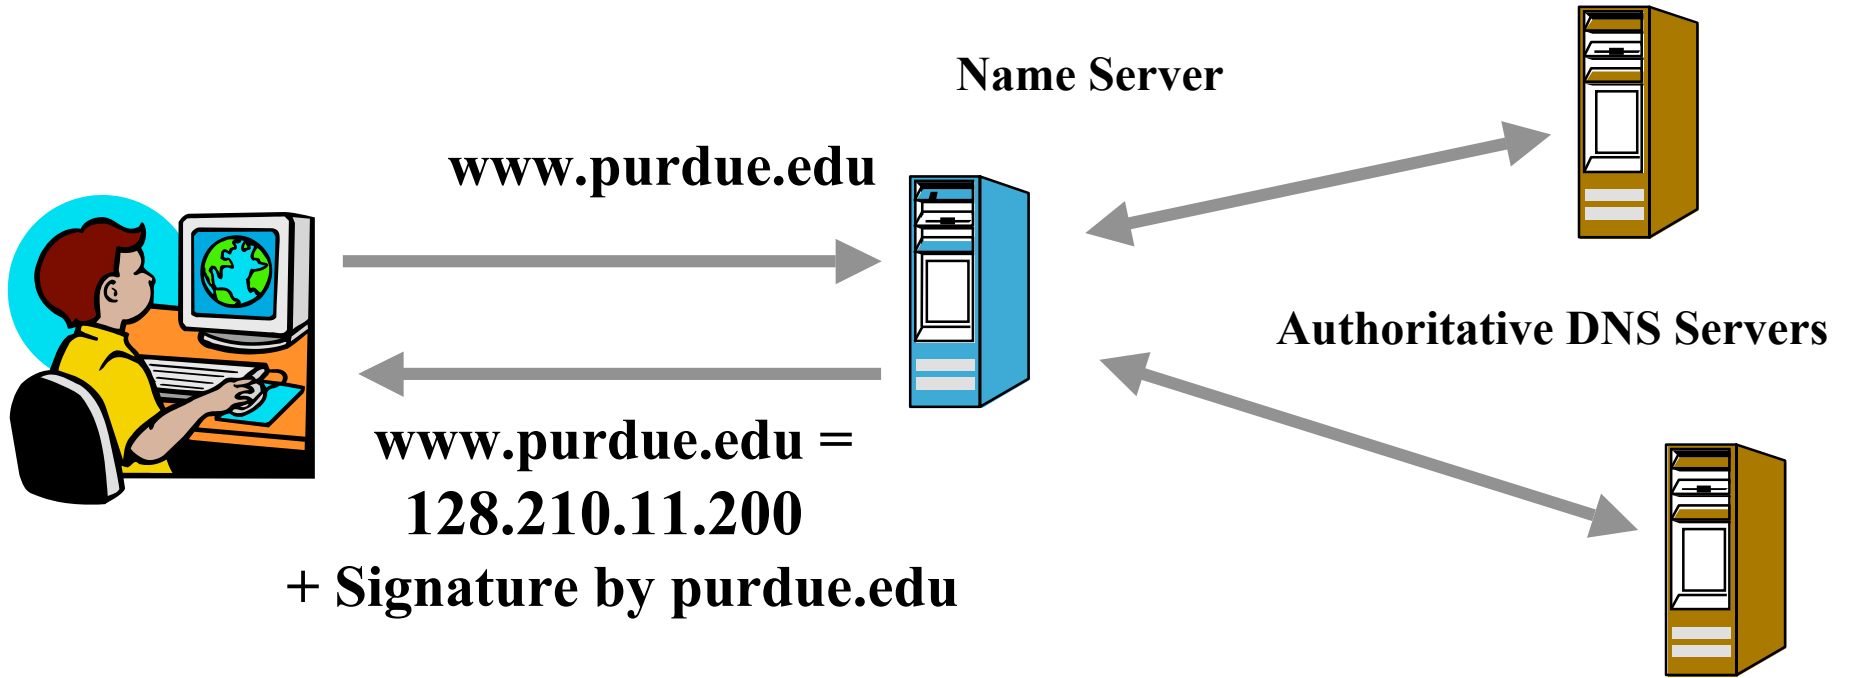 Name Server
www.purdue.edu
Authoritative DNS Servers
www.purdue.edu =
128.210.11.200
+ Signature by purdue.edu